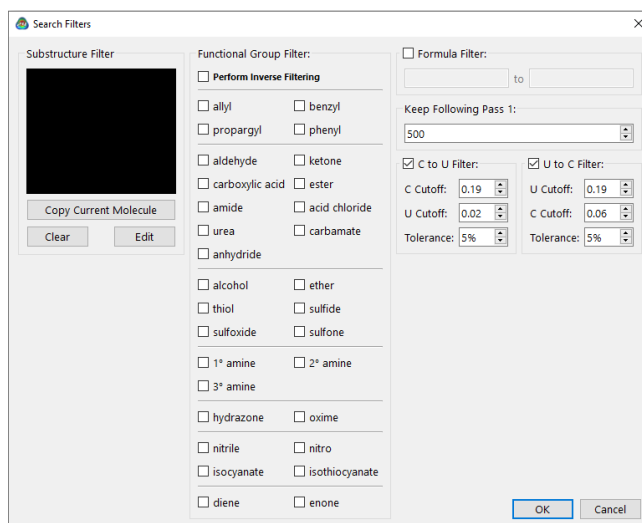 Search Filters
Substructure Filter
Copy Current Molecule
Clear Edit
Functional Group Filter:
Perform Inverse Filtering
allyl benzyl
propargyl phenyl
aldehyde ketone
carboxylic acid ester
amide acid chloride
urea carbamate
anhydride
alcohol ether
thiol sulfide
sulfoxide sulfone
1° amine 2° amine
3° amine
hydrazone oxime
nitrile nitro
isocyanate isothiocyanate
diene enone
Formula Filter:
to
Keep Following Pass 1:
500
C to U Filter:
C Cutoff: 0.19
U Cutoff: 0.02
Tolerance: 5%
U to C Filter:
U Cutoff: 0.19
C Cutoff: 0.06
Tolerance: 5%
OK Cancel